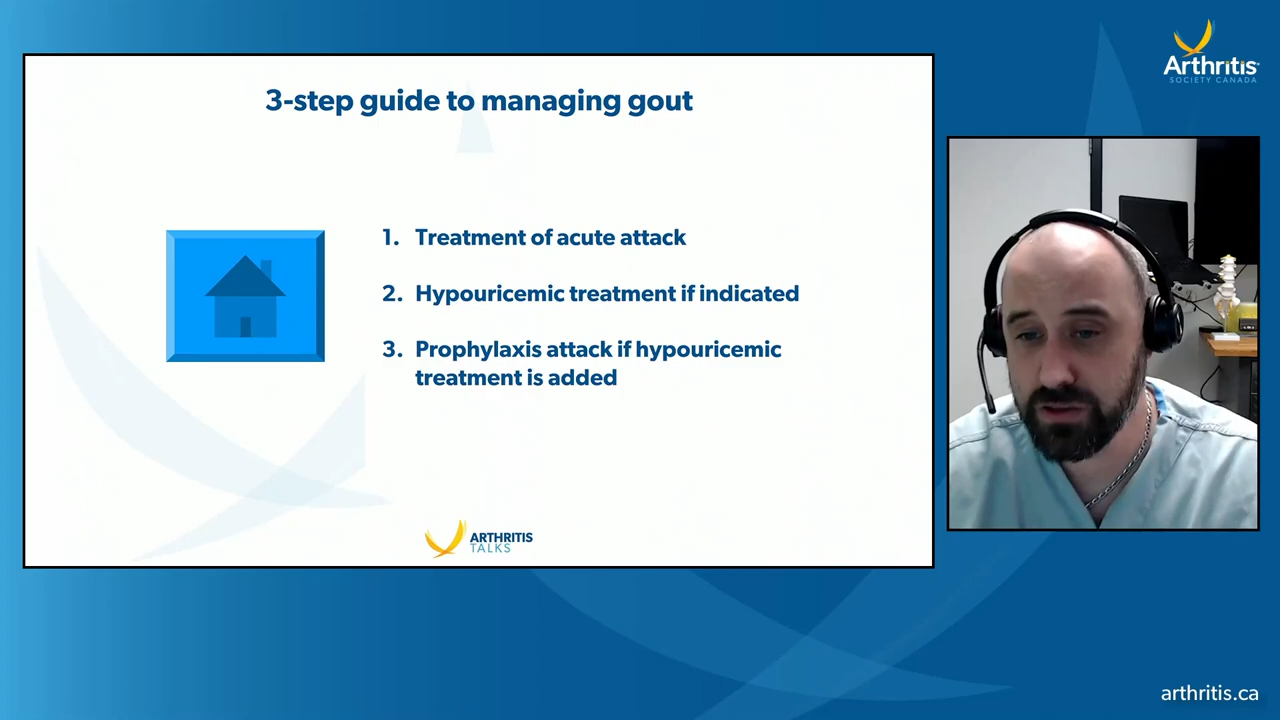 3-step guide to managing gout
1. Treatment of acute attack
2. Hypouricemic treatment if indicated
3. Prophylaxis attack if hypouricemic
treatment is added
ARTHRITIS
TALKS
Arthritis
SOCIETY CANADA
arthritis.ca